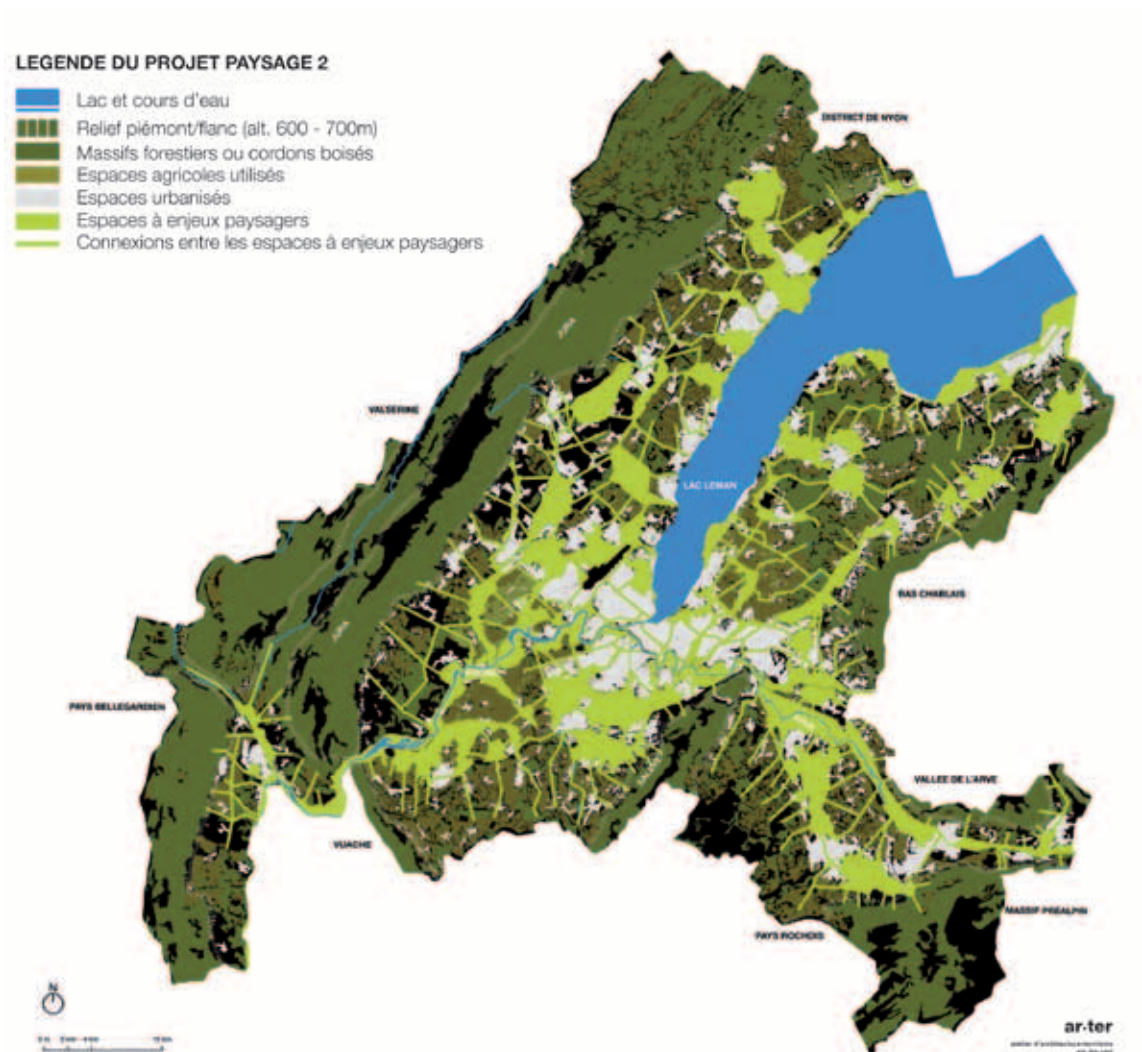 LEGENDE DU PROJET PAYSAGE 2
Lac et cours d'eau
Relief piémont/flanc (alt. 600 - 700m)
Massifs forestiers ou cordons boisés
Espaces agricoles utilisés
Espaces urbanisés
Espaces à enjeux paysagers
Connexions entre les espaces à enjeux paysagers
DISTRICT DE NYON
JURA
VALSERINE
LAC LEMAN
BAS CHABLAIS
JURA
PAYS BELLEGARDIEN
VALLEE DE L'ARVE
VUACHE
MASSIF PREALPIN
PAYS ROCHOIS
N
ar·ter